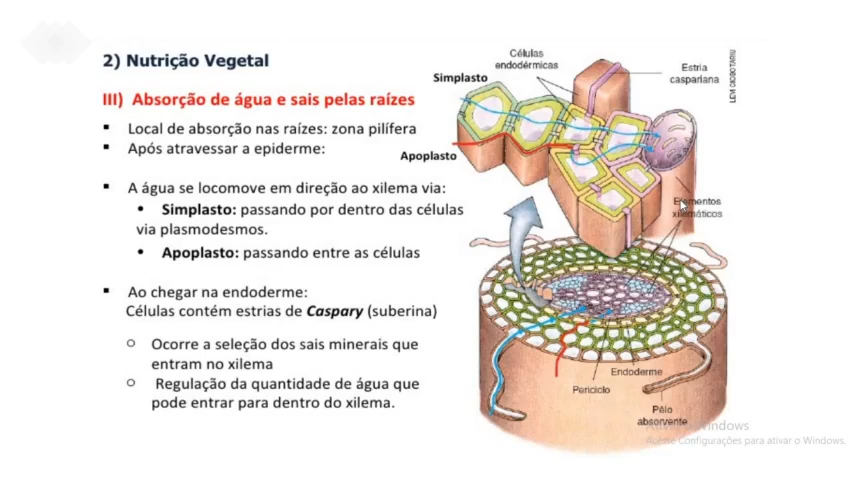 2) Nutrição Vegetal
III) Absorção de água e sais pelas raízes
▪ Local de absorção nas raízes: zona pilífera
▪ Após atravessar a epiderme:
▪ A água se locomove em direção ao xilema via:
• Simplasto: passando por dentro das células
via plasmodesmos.
• Apoplasto: passando entre as células
▪ Ao chegar na endoderme:
Células contém estrias de Caspary (suberina)
o Ocorre a seleção dos sais minerais que
entram no xilema
o Regulação da quantidade de água que
pode entrar para dentro do xilema.
Células
endodérmicas
Simplasto
Estria
caspariana
Apoplasto
Elementos
xilemáticos
Endoderme
Periciclo
Pêlo
absorvente
Windows
Acesse Configurações para ativar o Windows.